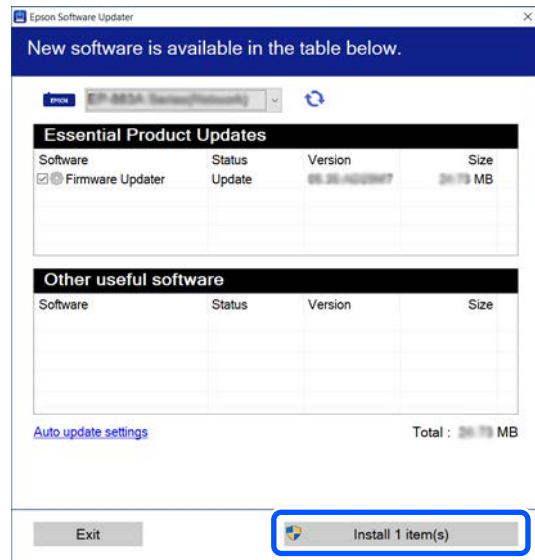 Epson Software Updater
New software is available in the table below.
EPSON
Essential Product Updates
Software Status Version Size
Firmware Updater Update MB
Other useful software
Software Status Version Size
Auto update settings Total : MB
Exit Install 1 item(s)